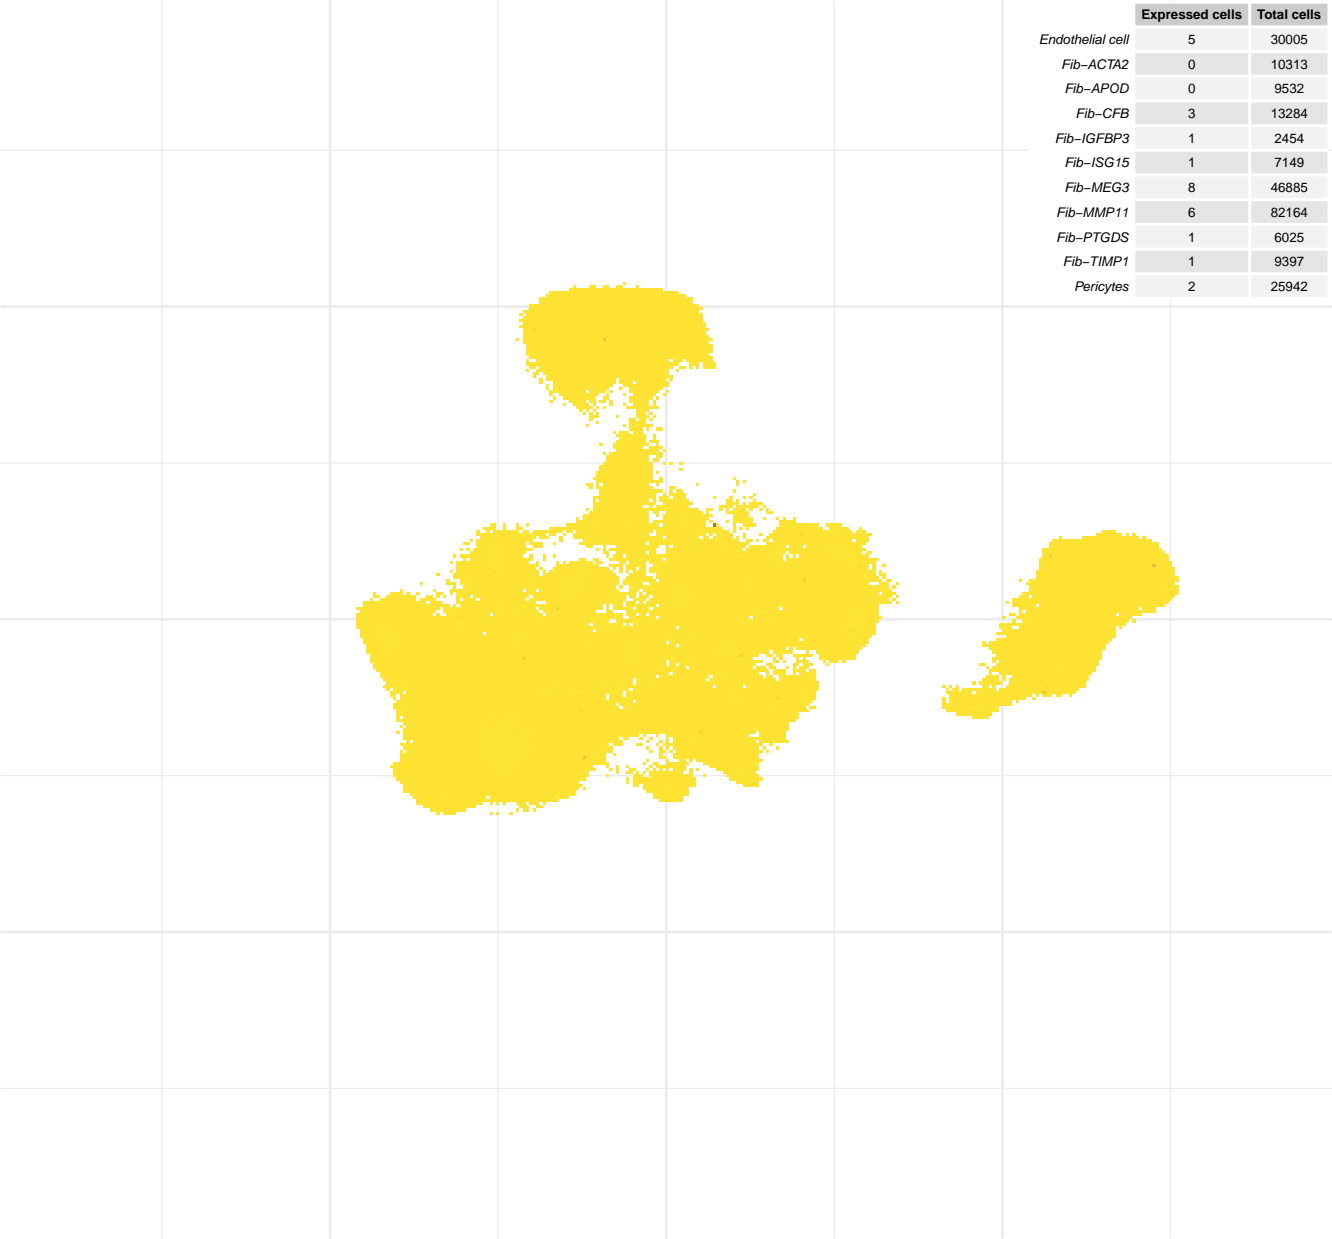 Expressed cells Total cells
Endothelial cell 5 30005
Fib−ACTA2 0 10313
Fib−APOD 0 9532
Fib−CFB 3 13284
Fib−IGFBP3 1 2454
Fib−ISG15 1 7149
Fib−MEG3 8 46885
Fib−MMP11 6 82164
Fib−PTGDS 1 6025
Fib−TIMP1 1 9397
Pericytes 2 25942